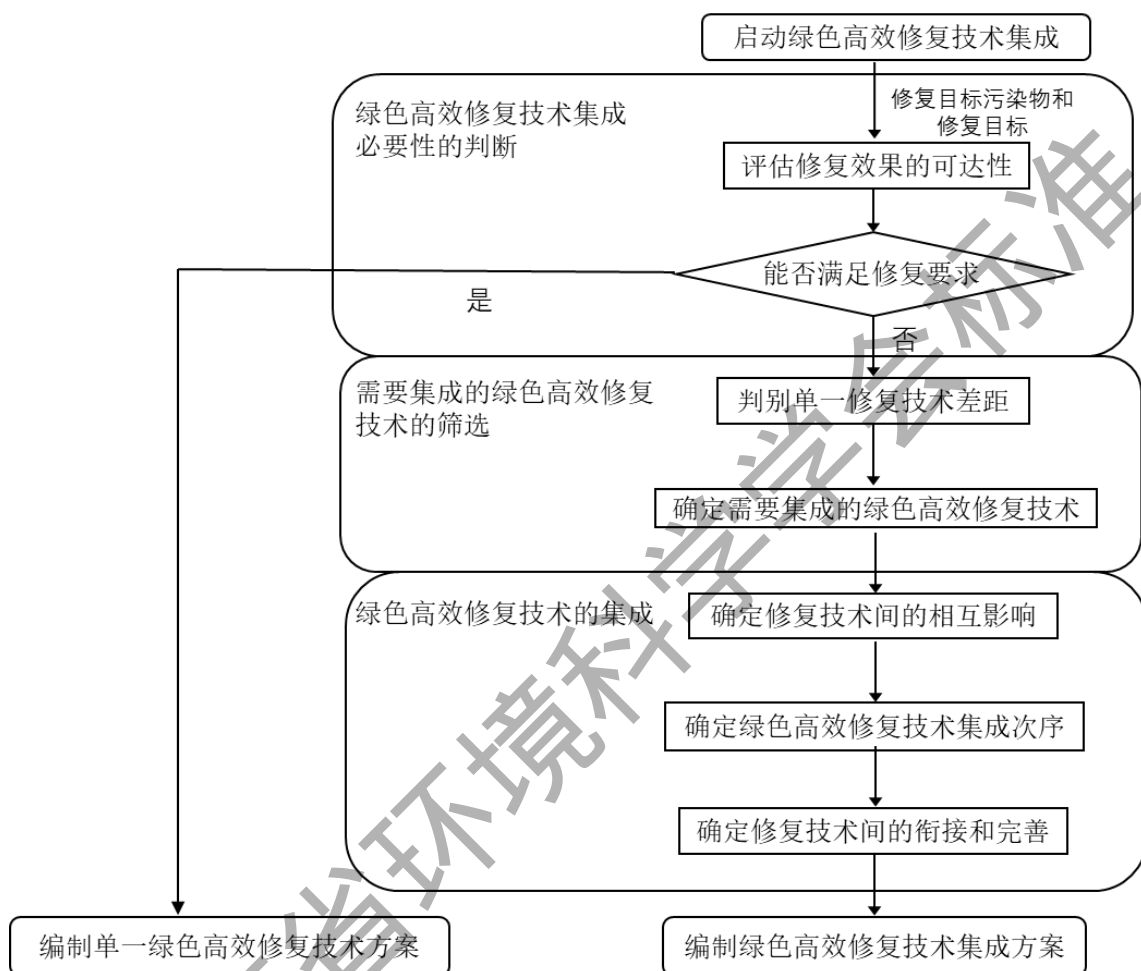 启动绿色高效修复技术集成
绿色高效修复技术集成
必要性的判断
修复目标污染物和
修复目标
评估修复效果的可达性
能否满足修复要求
是
否
需要集成的绿色高效修复
技术的筛选
判别单一修复技术差距
确定需要集成的绿色高效修复技术
绿色高效修复技术的集成
确定修复技术间的相互影响
确定绿色高效修复技术集成次序
确定修复技术间的衔接和完善
编制单一绿色高效修复技术方案
编制绿色高效修复技术集成方案
省环境科学学会标准